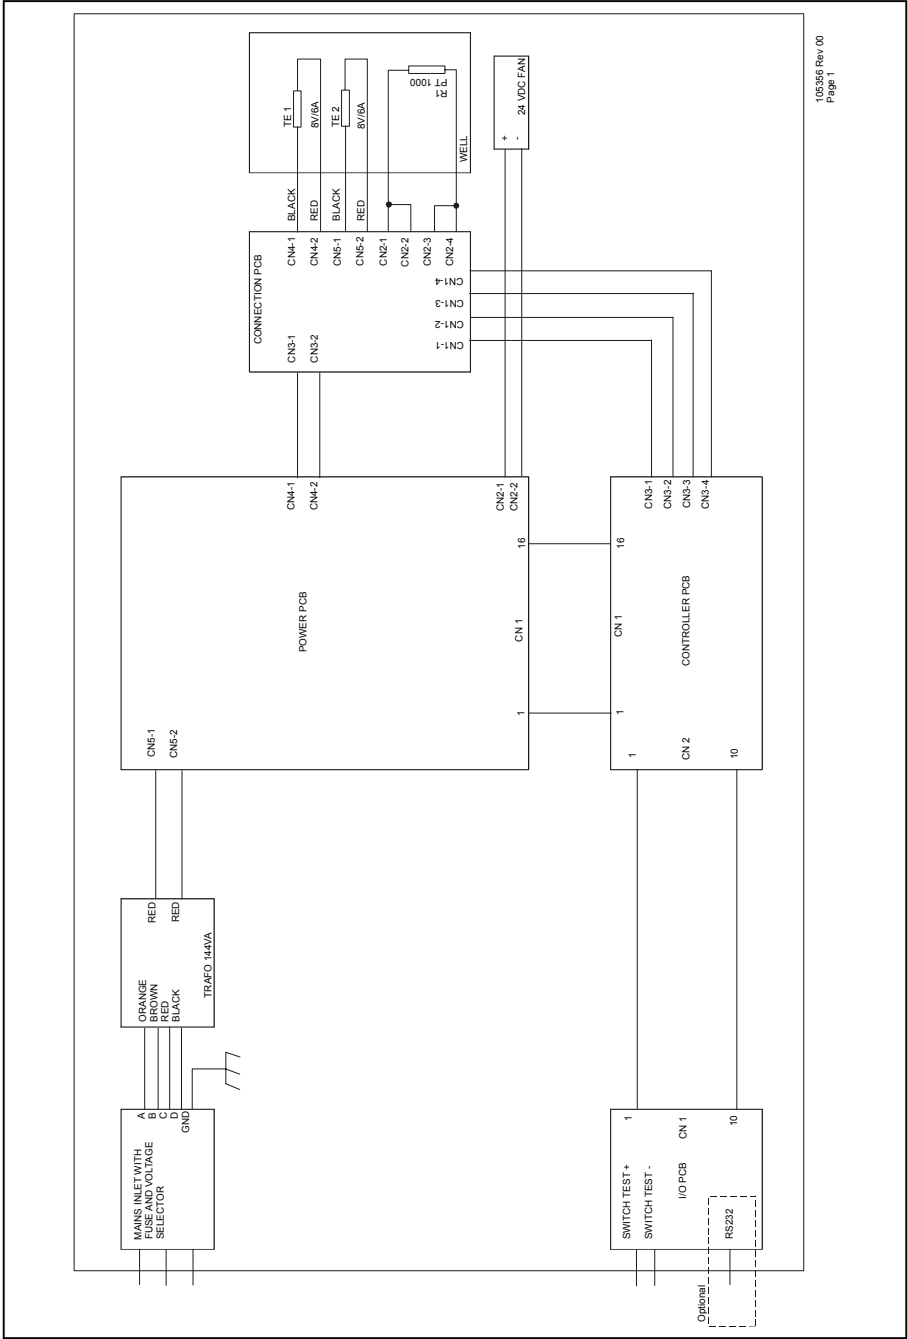 105356 Rev 00
Page 1
MAINS INLET WITH
FUSE AND VOLTAGE
SELECTOR
A
B
C
D
GND
ORANGE
BROWN
RED
BLACK
TRAFO 144VA
RED
RED
CN5-1
CN5-2
POWER PCB
CN4-1
CN4-2
CN2-1
CN2-2
1
CN 1
16
CONNECTION PCB
CN3-1
CN3-2
CN4-1
CN4-2
CN5-1
CN5-2
CN2-1
CN2-2
CN2-3
CN2-4
CN1-1
CN1-2
CN1-3
CN1-4
BLACK
RED
BLACK
RED
TE 1
8V/6A
TE 2
8V/6A
R1
PT 1000
WELL
24 VDC FAN
+
-
1
CN 1
16
CONTROLLER PCB
CN3-1
CN3-2
CN3-3
CN3-4
1
CN 2
10
SWITCH TEST +
SWITCH TEST -
I/O PCB
1
CN 1
10
RS232
Optional